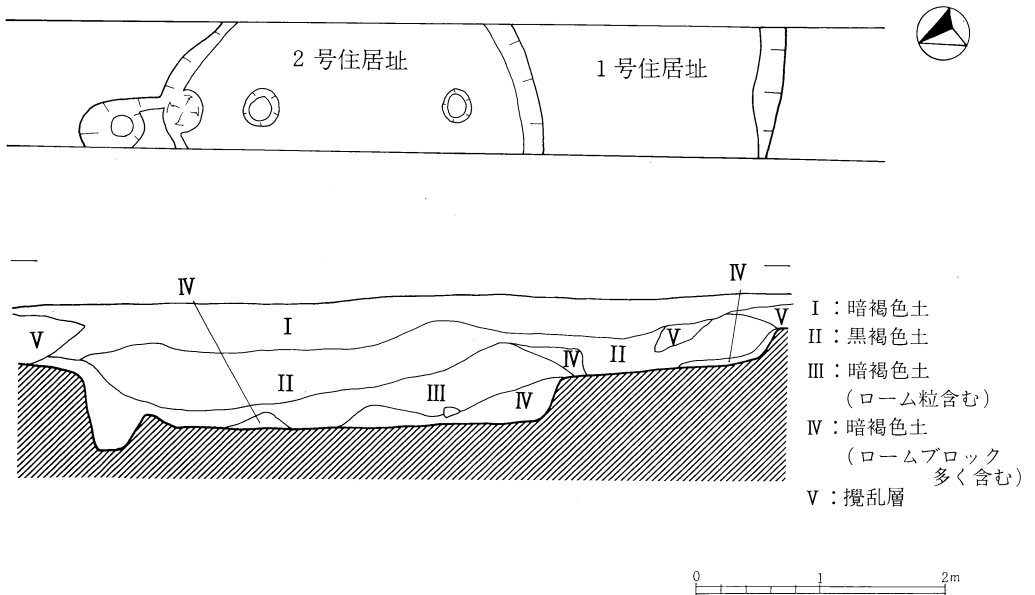 2号住居址
1号住居址
Ⅳ
Ⅳ
Ⅴ
Ⅰ
Ⅱ
Ⅲ
Ⅳ
Ⅳ
Ⅱ
Ⅴ
Ⅴ
Ⅰ:暗褐色土
Ⅱ:黒褐色土
Ⅲ:暗褐色土
(ローム粒含む)
Ⅳ:暗褐色土
(ロームブロック
多く含む)
Ⅴ:攪乱層
0 1 2m